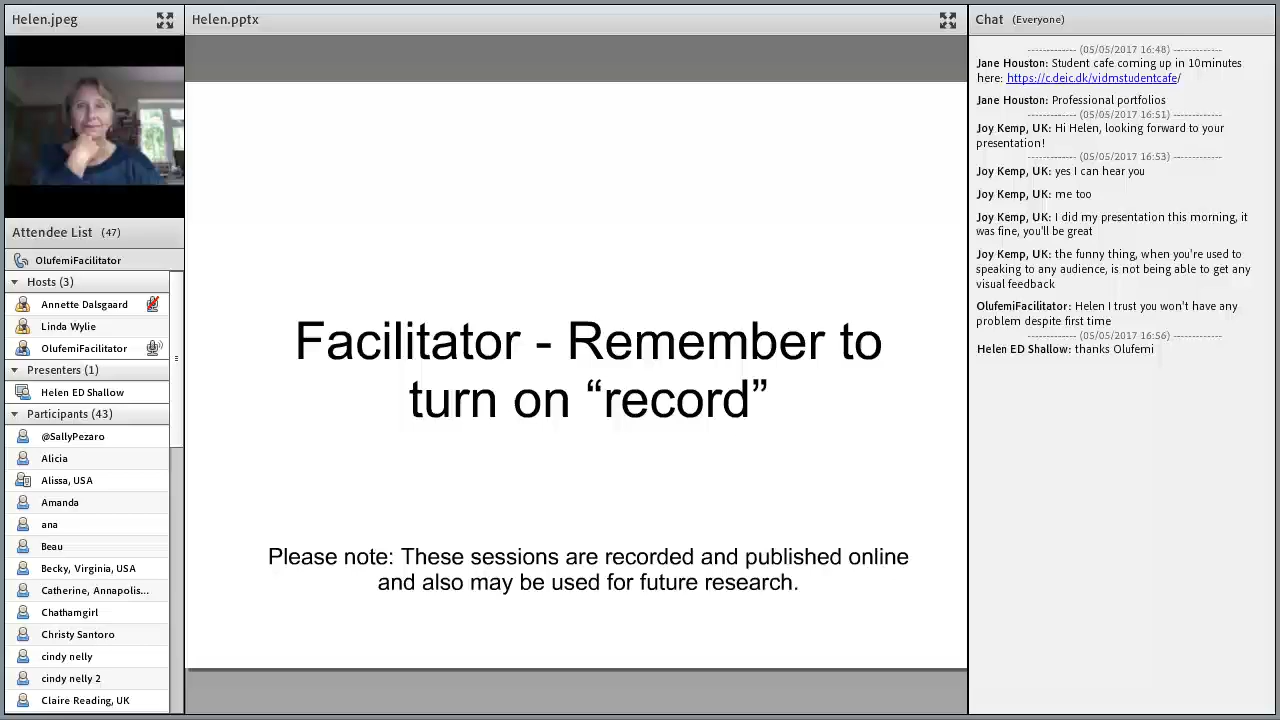 Helen.jpeg
Attendee List (47)
OlufemiFacilitator
Hosts (3)
Annette Dalsgaard
Linda Wylie
OlufemiFacilitator
Presenters (1)
Helen ED Shallow
Participants (43)
@SallyPezaro
Alicia
Alissa, USA
Amanda
ana
Beau
Becky, Virginia, USA
Catherine, Annapolis...
Chathamgirl
Christy Santoro
cindy nelly
cindy nelly 2
Claire Reading, UK
Helen.pptx
Facilitator - Remember to
turn on “record”
Please note: These sessions are recorded and published online
and also may be used for future research.
Chat (Everyone)
------------- (05/05/2017 16:48) -------------
Jane Houston: Student cafe coming up in 10minutes
here: https://c.deic.dk/vidmstudentcafe/
Jane Houston: Professional portfolios
------------- (05/05/2017 16:51) -------------
Joy Kemp, UK: Hi Helen, looking forward to your
presentation!
------------- (05/05/2017 16:53) -------------
Joy Kemp, UK: yes I can hear you
Joy Kemp, UK: me too
Joy Kemp, UK: I did my presentation this morning, it
was fine, you'll be great
Joy Kemp, UK: the funny thing, when you're used to
speaking to any audience, is not being able to get any
visual feedback
OlufemiFacilitator: Helen I trust you won't have any
problem despite first time
------------- (05/05/2017 16:56) -------------
Helen ED Shallow: thanks Olufemi